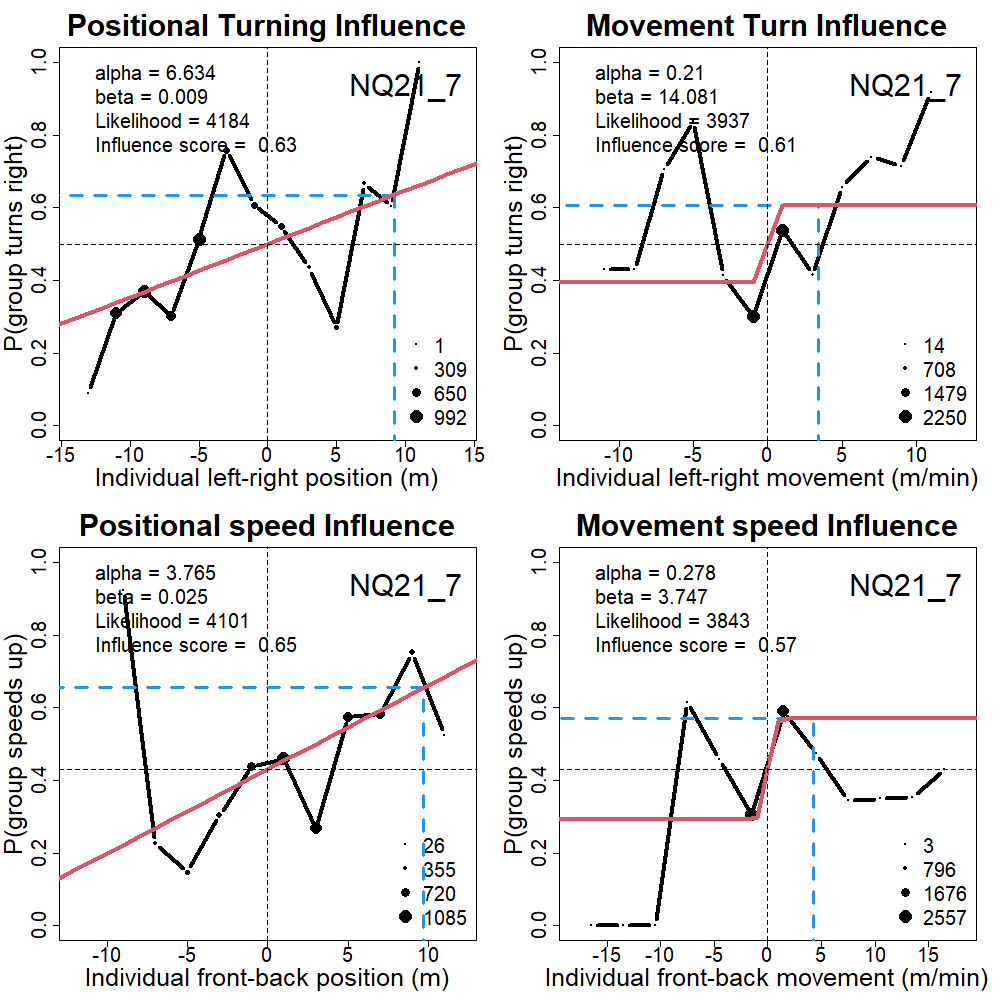 Positional Turning Influence
P(group turns right)
1.0
0.8
0.6
0.4
0.2
0.0
alpha = 6.634
beta = 0.009
Likelihood = 4184
Influence score = 0.63
NQ21_7
1
309
650
992
-15 -10 -5 0 5 10 15
Individual left-right position (m)
Movement Turn Influence
P(group turns right)
1.0
0.8
0.6
0.4
0.2
0.0
alpha = 0.21
beta = 14.081
Likelihood = 3937
Influence score = 0.61
NQ21_7
14
708
1479
2250
-10 -5 0 5 10
Individual left-right movement (m/min)
Positional speed Influence
P(group speeds up)
1.0
0.8
0.6
0.4
0.2
0.0
alpha = 3.765
beta = 0.025
Likelihood = 4101
Influence score = 0.65
NQ21_7
26
355
720
1085
-10 -5 0 5 10
Individual front-back position (m)
Movement speed Influence
P(group speeds up)
1.0
0.8
0.6
0.4
0.2
0.0
alpha = 0.278
beta = 3.747
Likelihood = 3843
Influence score = 0.57
NQ21_7
3
796
1676
2557
-15 -10 -5 0 5 10 15
Individual front-back movement (m/min)